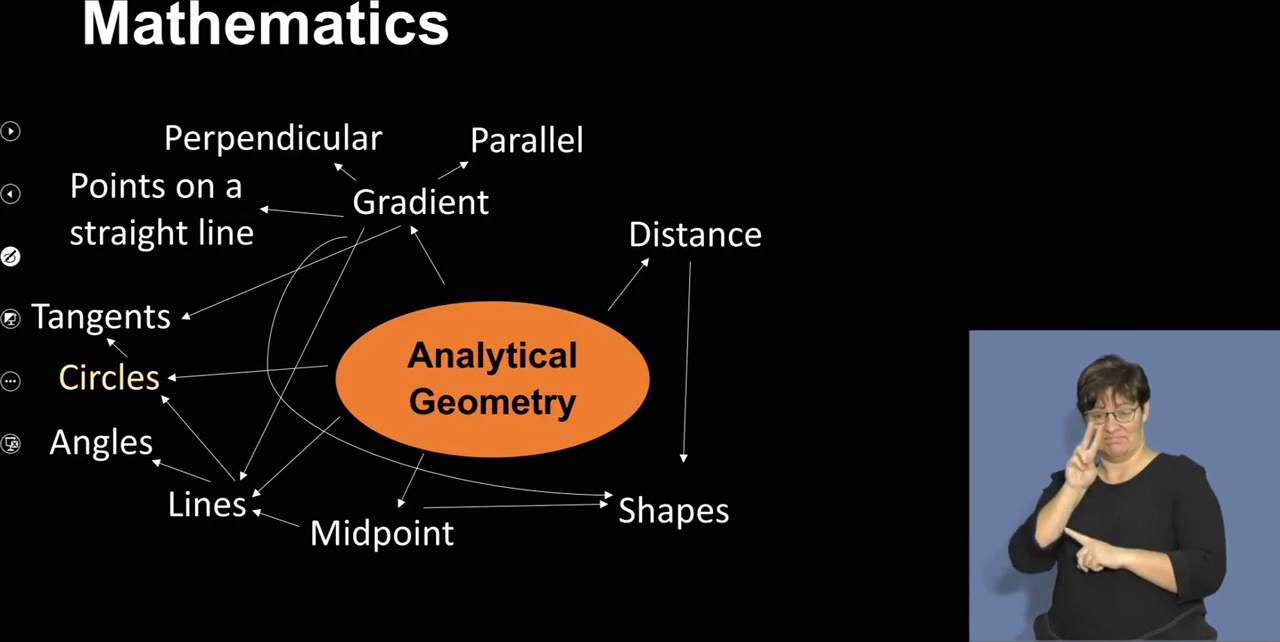 Mathematics
Perpendicular
Parallel
Points on a
straight line
Gradient
Distance
Tangents
Analytical
Geometry
Circles
Angles
Lines
Midpoint
Shapes